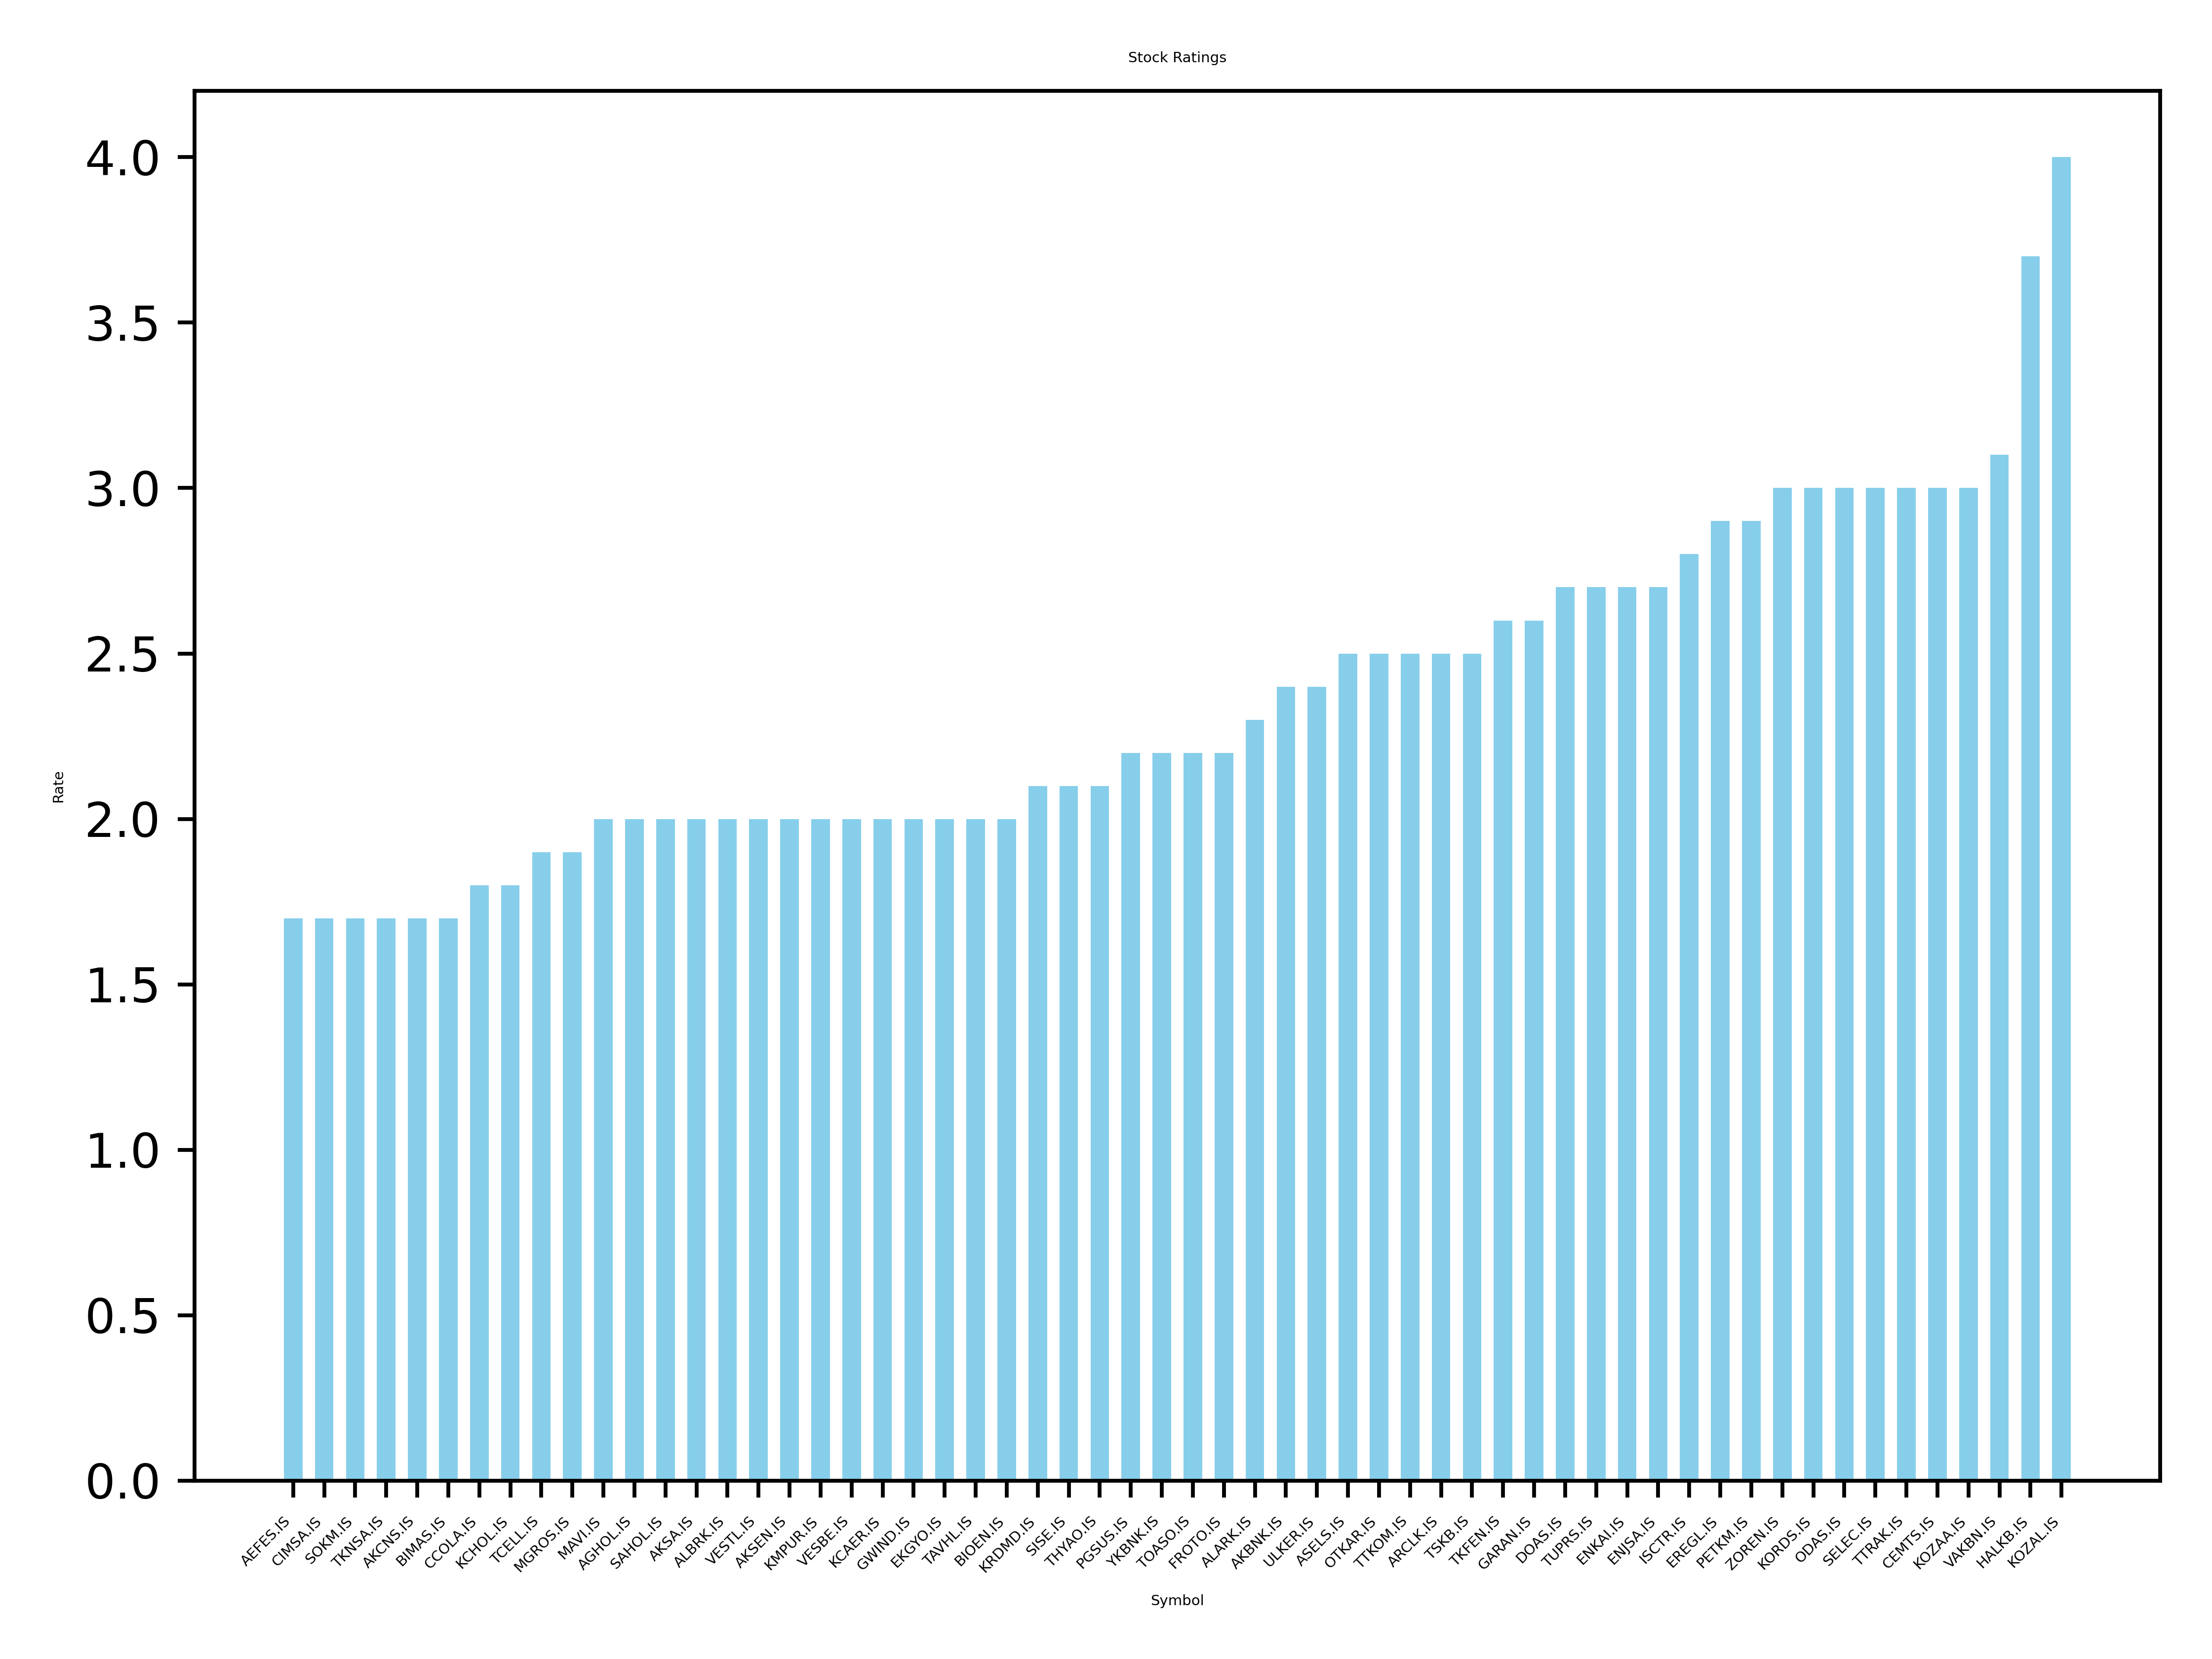 Stock Ratings
4.0
3.5
3.0
2.5
2.0
1.5
1.0
0.5
0.0
Rate
AEFES.IS
CIMSA.IS
SOKM.IS
TKNSA.IS
AKCNS.IS
BIMAS.IS
CCOLA.IS
KCHOL.IS
TCELL.IS
MGROS.IS
MAVI.IS
AGHOL.IS
SAHOL.IS
AKSA.IS
ALBRK.IS
VESTL.IS
AKSEN.IS
KMPUR.IS
VESBE.IS
KCAER.IS
GWIND.IS
EKGYO.IS
TAVHL.IS
BIOEN.IS
KRDMD.IS
SISE.IS
THYAO.IS
PGSUS.IS
YKBNK.IS
TOASO.IS
FROTO.IS
ALARK.IS
AKBNK.IS
ULKER.IS
ASELS.IS
OTKAR.IS
TTKOM.IS
ARCLK.IS
TSKB.IS
TKFEN.IS
GARAN.IS
DOAS.IS
TUPRS.IS
ENKAI.IS
ENJSA.IS
ISCTR.IS
EREGL.IS
PETKM.IS
ZOREN.IS
KORDS.IS
ODAS.IS
SELEC.IS
TTRAK.IS
CEMTS.IS
KOZAA.IS
VAKBN.IS
HALKB.IS
KOZAL.IS
Symbol